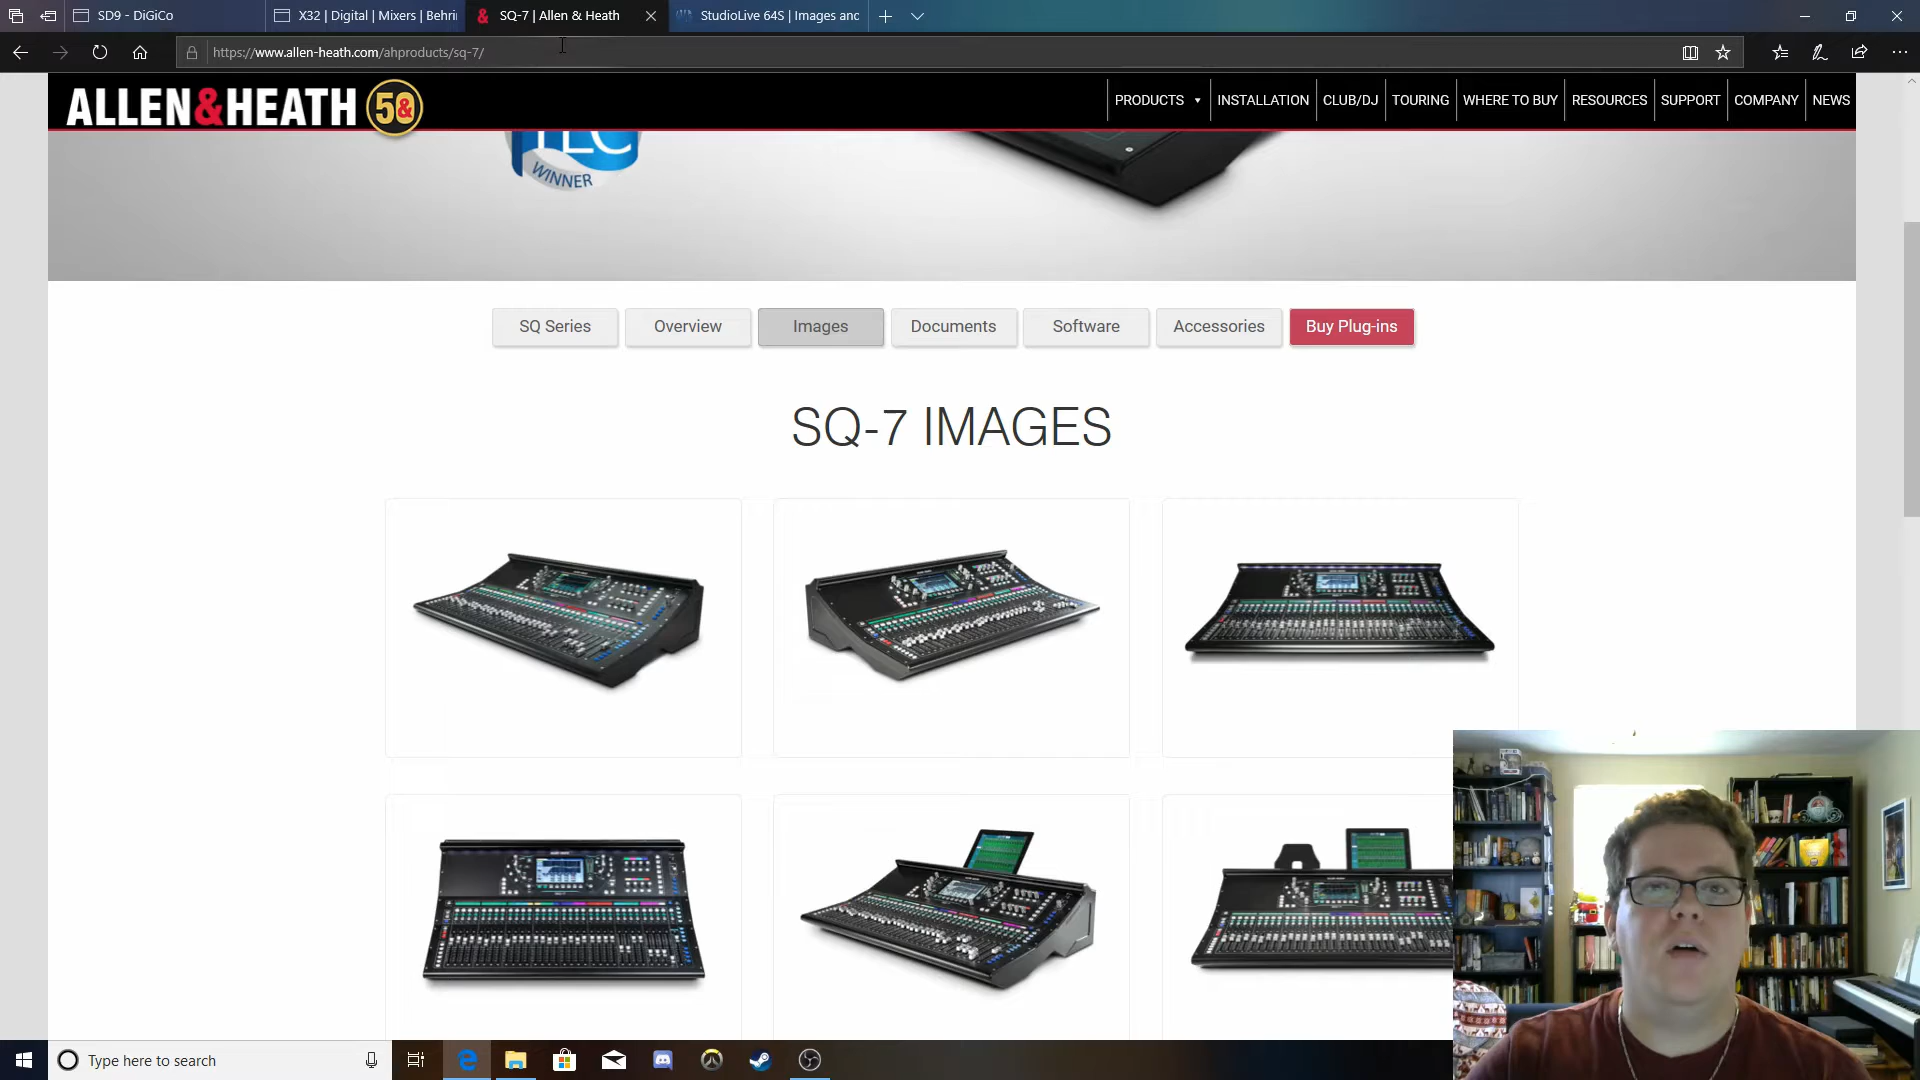 SD9 - DiGiCo
X32 | Digital | Mixers | Behri
SQ-7 | Allen & Heath
StudioLive 64S | Images and
https://www.allen-heath.com/ahproducts/sq-7/
ALLEN&HEATH 50&
PRODUCTS
INSTALLATION
CLUB/DJ
TOURING
WHERE TO BUY
RESOURCES
SUPPORT
COMPANY
NEWS
WINNER
SQ Series
Overview
Images
Documents
Software
Accessories
Buy Plug-ins
SQ-7 IMAGES
Type here to search